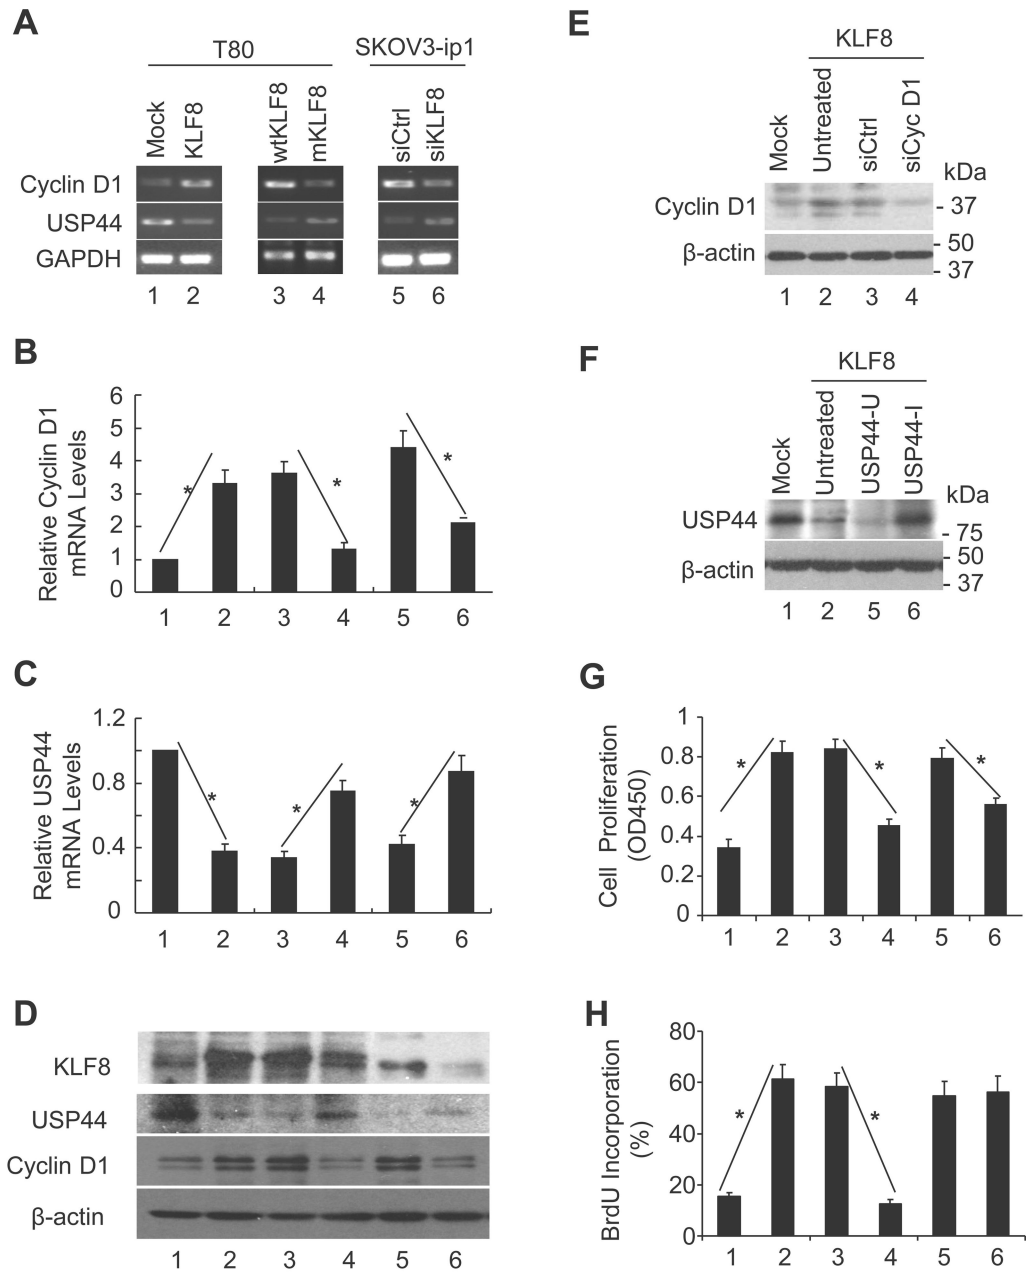 A
T80
SKOV3-ip1
Mock
KLF8
wtKLF8
mKLF8
siCtrl
siKLF8
Cyclin D1
USP44
GAPDH
1 2 3 4 5 6
B
Relative Cyclin D1
mRNA Levels
6
5
4
3
2
1
0
*
*
*
1 2 3 4 5 6
C
Relative USP44
mRNA Levels
1.2
0.8
0.4
0
*
*
*
1 2 3 4 5 6
D
KLF8
USP44
Cyclin D1
β-actin
1 2 3 4 5 6
E
KLF8
Mock
Untreated
siCtrl
siCyc D1
kDa
Cyclin D1
- 37
β-actin
- 50
- 37
1 2 3 4
F
KLF8
Mock
Untreated
USP44-U
USP44-I
kDa
USP44
- 75
β-actin
- 50
- 37
1 2 5 6
G
Cell Proliferation
(OD450)
1
0.8
0.6
0.4
0.2
0
*
*
*
1 2 3 4 5 6
H
BrdU Incorporation
(%)
80
60
40
20
0
*
*
1 2 3 4 5 6